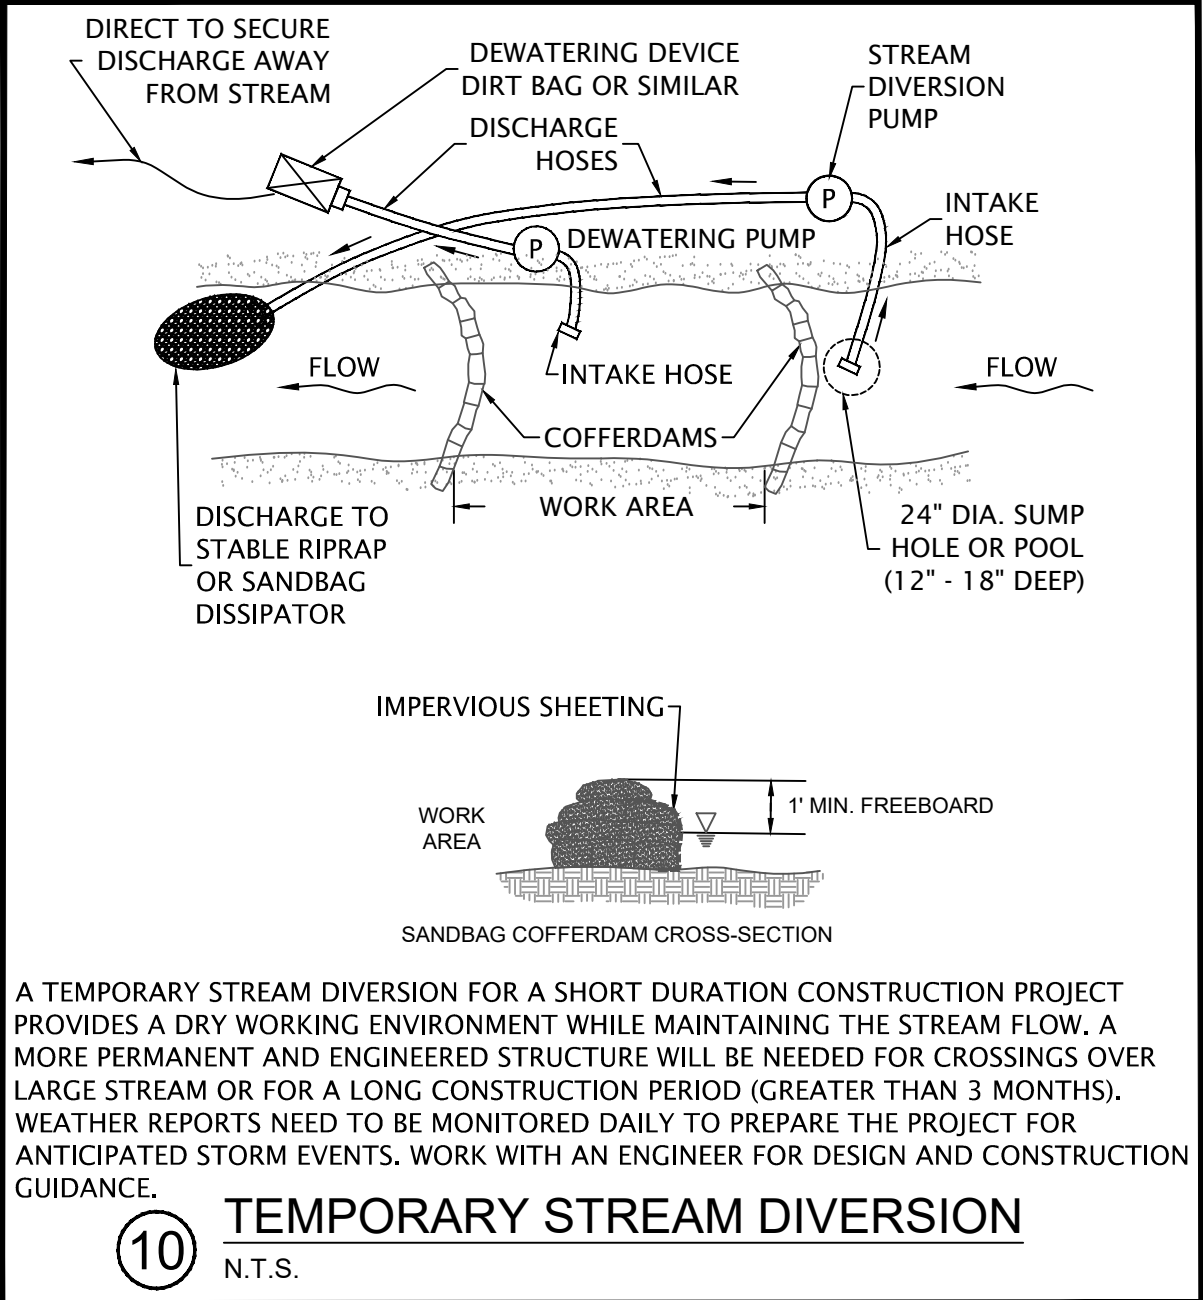 DIRECT TO SECURE
DISCHARGE AWAY
FROM STREAM
DEWATERING DEVICE
DIRT BAG OR SIMILAR
STREAM
DIVERSION
PUMP
DISCHARGE
HOSES
P
INTAKE
HOSE
P
DEWATERING PUMP
FLOW
INTAKE HOSE
FLOW
COFFERDAMS
WORK AREA
DISCHARGE TO
STABLE RIPRAP
OR SANDBAG
DISSIPATOR
24" DIA. SUMP
HOLE OR POOL
(12" - 18" DEEP)
IMPERVIOUS SHEETING
WORK
AREA
1' MIN. FREEBOARD
SANDBAG COFFERDAM CROSS-SECTION
A TEMPORARY STREAM DIVERSION FOR A SHORT DURATION CONSTRUCTION PROJECT
PROVIDES A DRY WORKING ENVIRONMENT WHILE MAINTAINING THE STREAM FLOW. A
MORE PERMANENT AND ENGINEERED STRUCTURE WILL BE NEEDED FOR CROSSINGS OVER
LARGE STREAM OR FOR A LONG CONSTRUCTION PERIOD (GREATER THAN 3 MONTHS).
WEATHER REPORTS NEED TO BE MONITORED DAILY TO PREPARE THE PROJECT FOR
ANTICIPATED STORM EVENTS. WORK WITH AN ENGINEER FOR DESIGN AND CONSTRUCTION
GUIDANCE.
10
TEMPORARY STREAM DIVERSION
N.T.S.